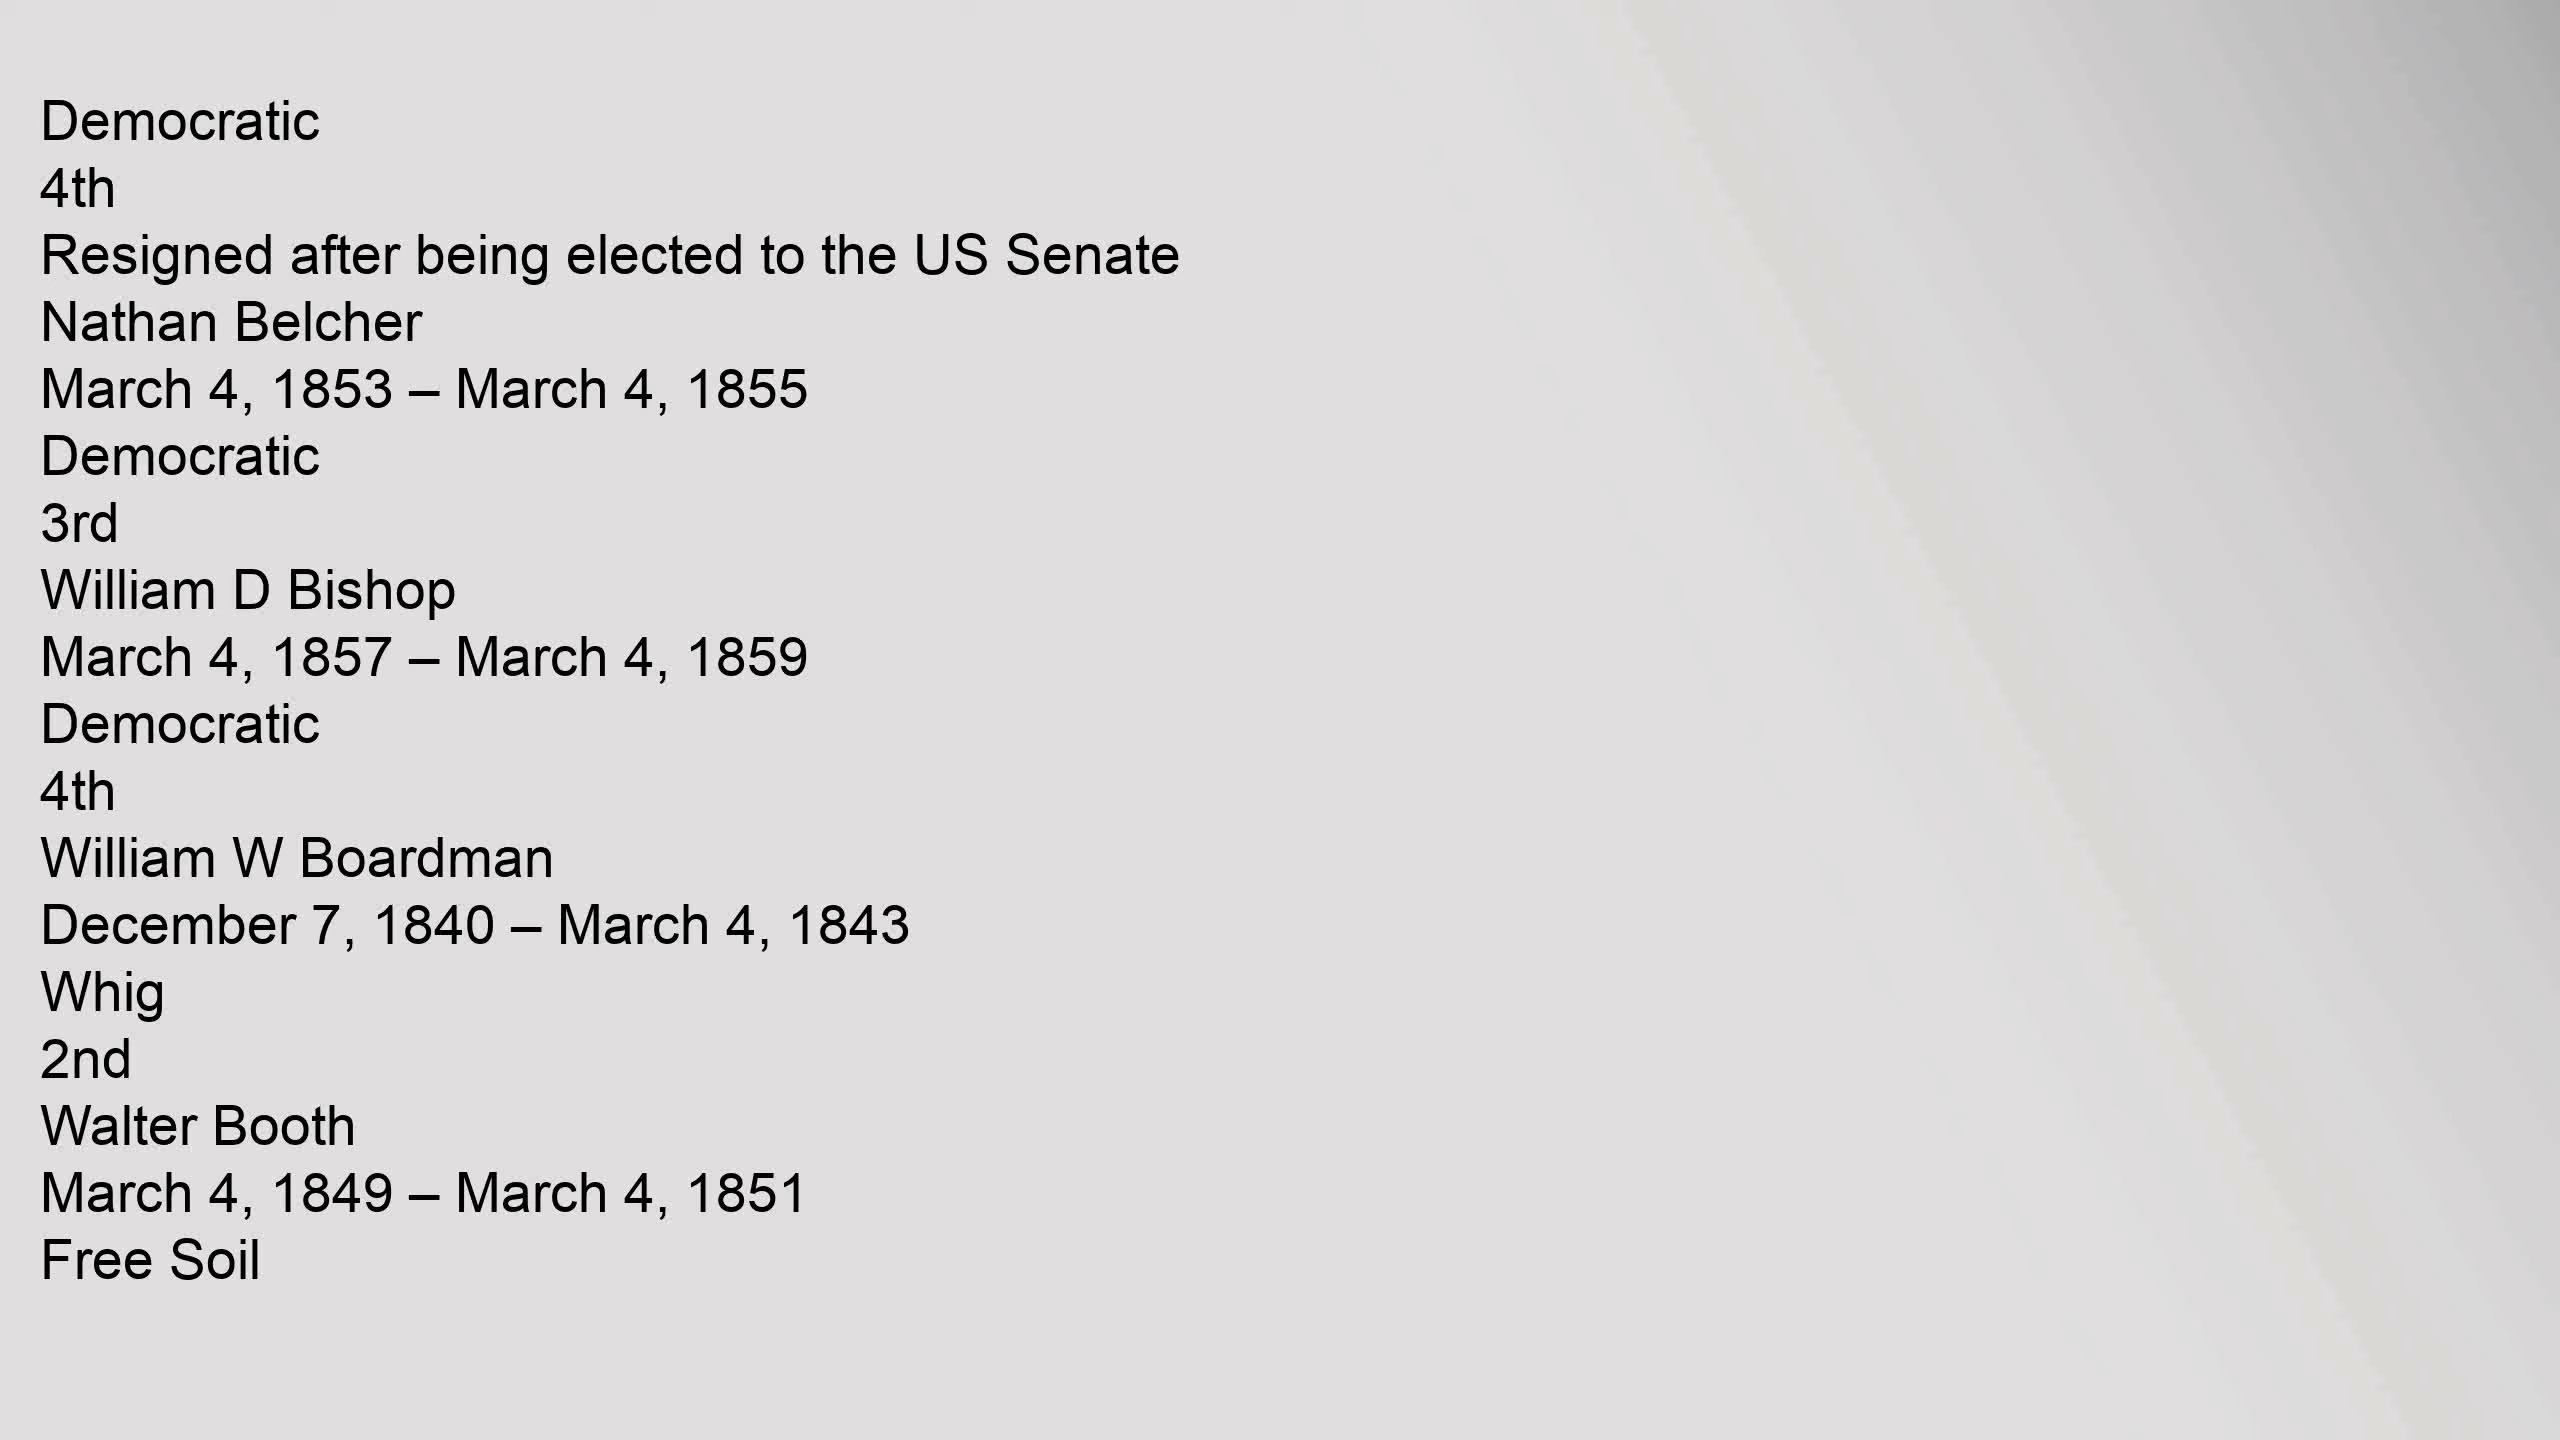 Democratic
4th
Resigned after being elected to the US Senate
Nathan Belcher
March 4, 1853 – March 4, 1855
Democratic
3rd
William D Bishop
March 4, 1857 – March 4, 1859
Democratic
4th
William W Boardman
December 7, 1840 – March 4, 1843
Whig
2nd
Walter Booth
March 4, 1849 – March 4, 1851
Free Soil